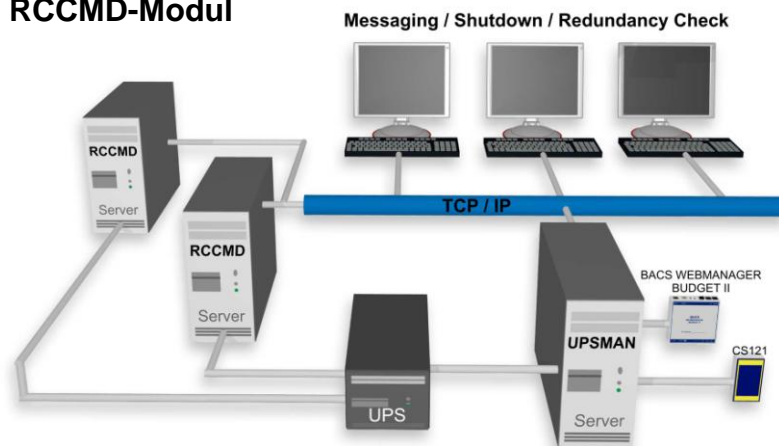 RCCMD-Modul
Messaging / Shutdown / Redundancy Check
RCCMD
Server
TCP / IP
RCCMD
Server
BACS WEBMANAGER
BUDGET II
UPSMAN
CS121
UPS
Server